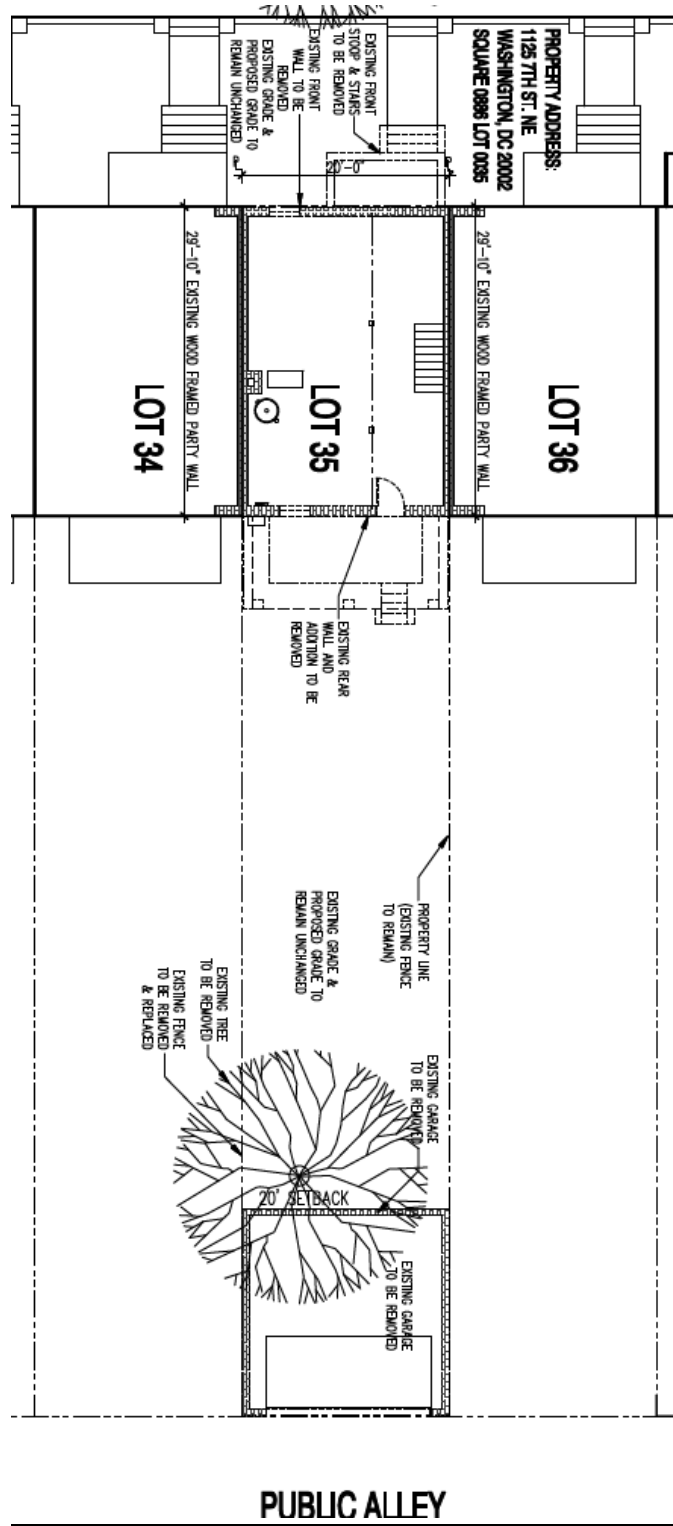 PROPERTY ADDRESS:
1125 7TH ST. NE
WASHINGTON, DC 20002
SQUARE 0886 LOT 0035
EXISTING FRONT
STOOP & STAIRS
TO BE REMOVED
EXISTING FRONT
WALL TO BE
REMOVED
EXISTING GRADE &
PROPOSED GRADE TO
REMAIN UNCHANGED
20'-0"
29'-10" EXISTING WOOD FRAMED PARTY WALL
29'-10" EXISTING WOOD FRAMED PARTY WALL
LOT 36
LOT 35
LOT 34
EXISTING REAR
WALL AND
ADDITION TO BE
REMOVED
PROPERTY LINE
(EXISTING FENCE
TO REMAIN)
EXISTING GRADE &
PROPOSED GRADE TO
REMAIN UNCHANGED
EXISTING TREE
TO BE REMOVED
EXISTING FENCE
TO BE REMOVED
& REPLACED
EXISTING GARAGE
TO BE REMOVED
20' SETBACK
EXISTING GARAGE
TO BE REMOVED
PUBLIC ALLEY